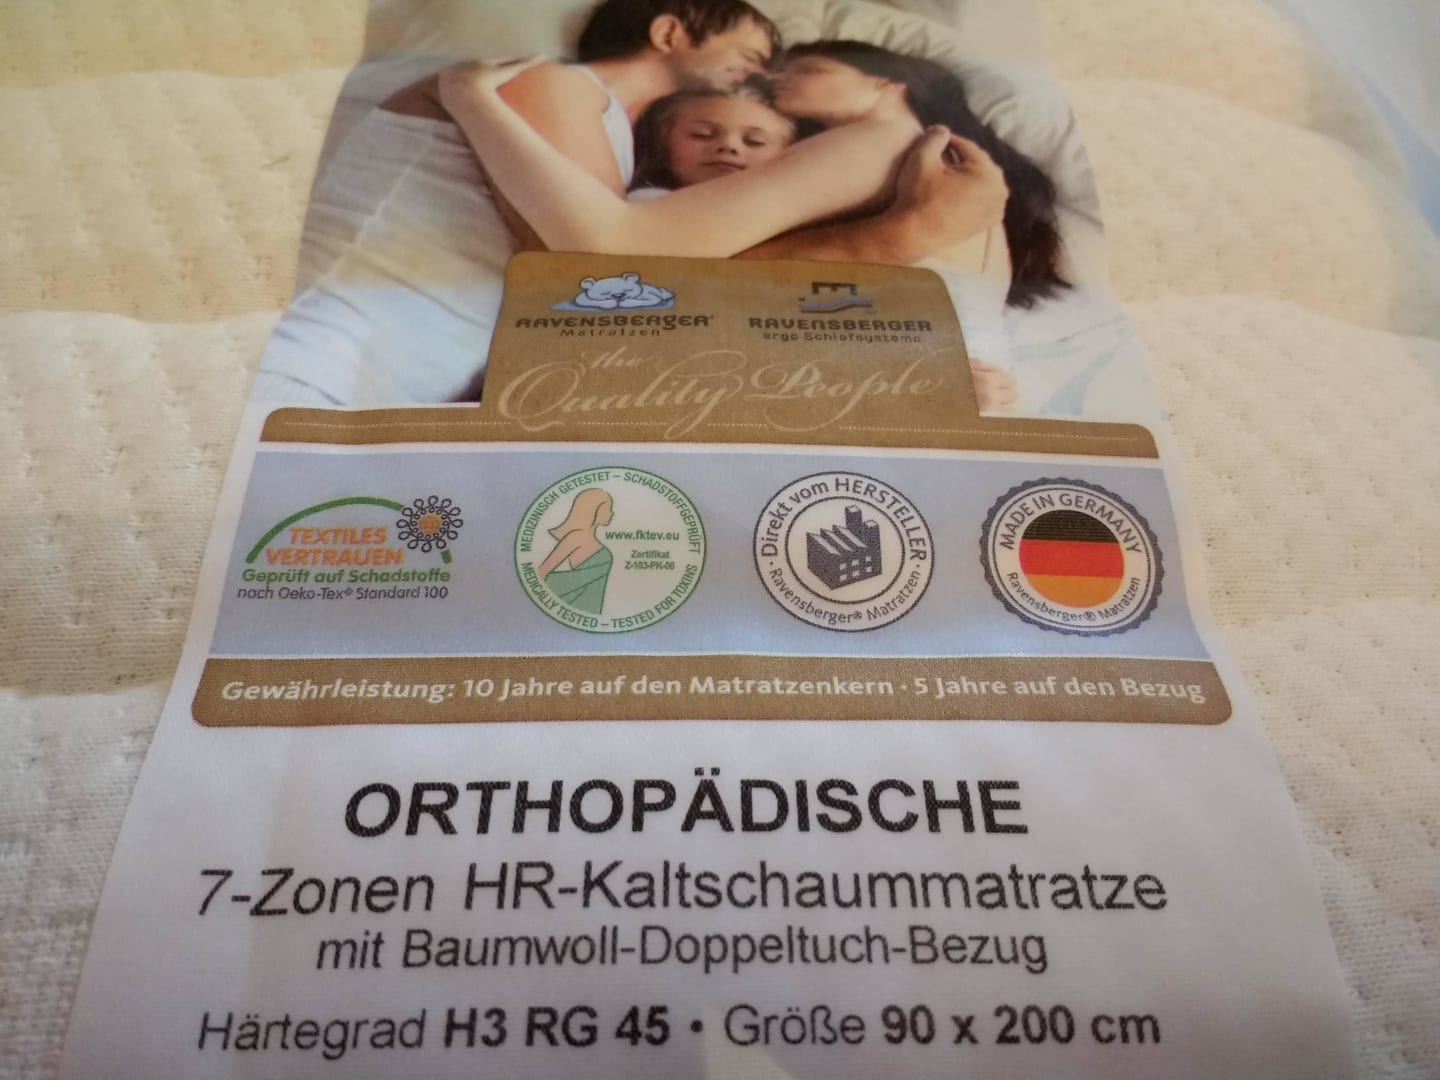 RAVENSBERGER®
Matratzen
RAVENSBERGER
ergo Schlafsysteme
the
Quality People
TEXTILES
VERTRAUEN
Geprüft auf Schadstoffe
nach Oeko-Tex® Standard 100
MEDIZINISCH GETESTET – SCHADSTOFFGEPRÜFT
www.fktev.eu
Zertifikat
Z-103-PK-06
MEDICALLY TESTED – TESTED FOR TOXINS
Direkt vom HERSTELLER
Ravensberger® Matratzen
MADE IN GERMANY
Ravensberger® Matratzen
Gewährleistung: 10 Jahre auf den Matratzenkern · 5 Jahre auf den Bezug
ORTHOPÄDISCHE
7-Zonen HR-Kaltschaummatratze
mit Baumwoll-Doppeltuch-Bezug
Härtegrad H3 RG 45 • Größe 90 x 200 cm